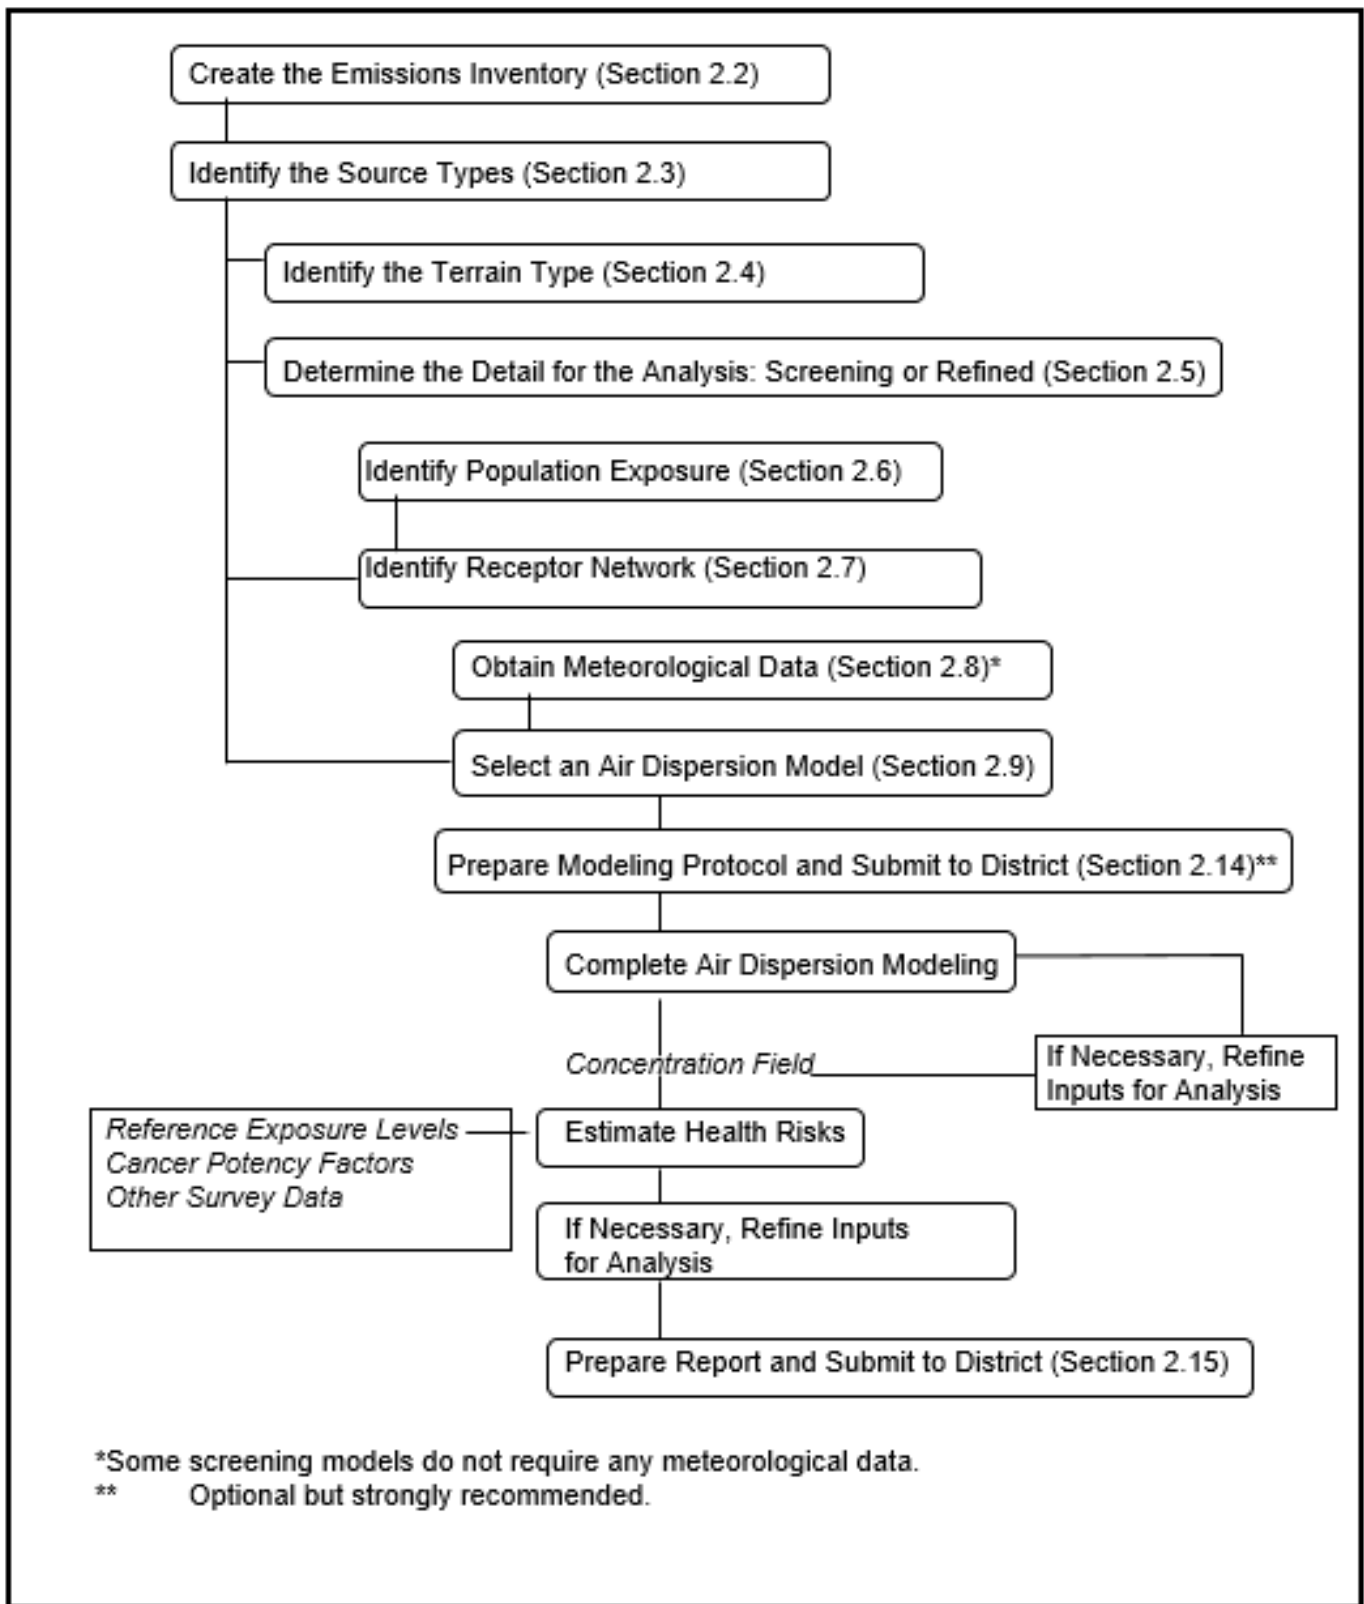 Create the Emissions Inventory (Section 2.2)
Identify the Source Types (Section 2.3)
Identify the Terrain Type (Section 2.4)
Determine the Detail for the Analysis: Screening or Refined (Section 2.5)
Identify Population Exposure (Section 2.6)
Identify Receptor Network (Section 2.7)
Obtain Meteorological Data (Section 2.8)*
Select an Air Dispersion Model (Section 2.9)
Prepare Modeling Protocol and Submit to District (Section 2.14)**
Complete Air Dispersion Modeling
Concentration Field
If Necessary, Refine
Inputs for Analysis
Reference Exposure Levels
Cancer Potency Factors
Other Survey Data
Estimate Health Risks
If Necessary, Refine Inputs
for Analysis
Prepare Report and Submit to District (Section 2.15)
*Some screening models do not require any meteorological data.
** Optional but strongly recommended.